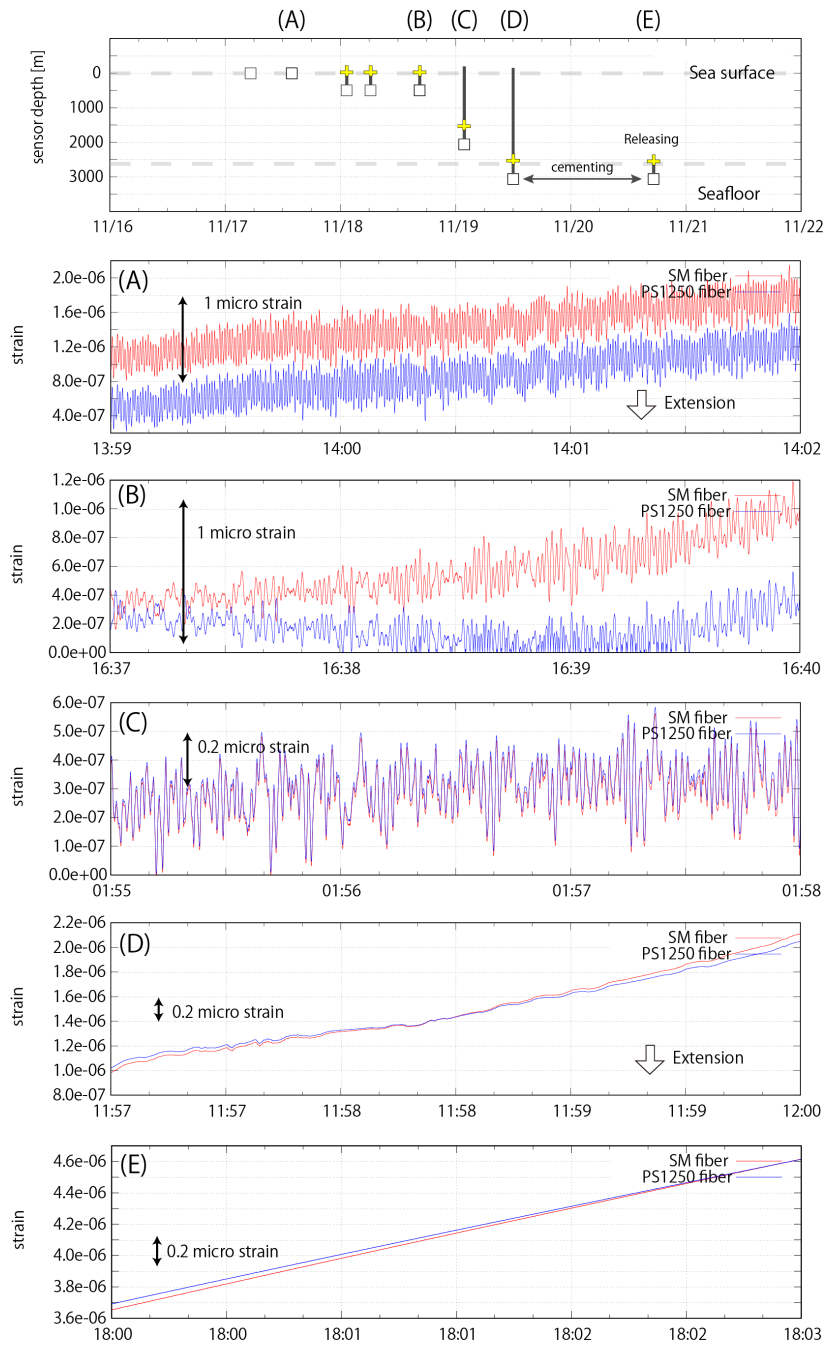 (A) (B) (C) (D) (E)
sensor depth [m]
0
1000
2000
3000
Sea surface
Releasing
cementing
Seafloor
11/16 11/17 11/18 11/19 11/20 11/21 11/22
(A)
strain
2.0e-06
1.6e-06
1.2e-06
8.0e-07
4.0e-07
1 micro strain
SM fiber
PS1250 fiber
Extension
13:59 14:00 14:01 14:02
(B)
strain
1.2e-06
1.0e-06
8.0e-07
6.0e-07
4.0e-07
2.0e-07
0.0e+00
1 micro strain
SM fiber
PS1250 fiber
16:37 16:38 16:39 16:40
(C)
strain
6.0e-07
5.0e-07
4.0e-07
3.0e-07
2.0e-07
1.0e-07
0.0e+00
0.2 micro strain
SM fiber
PS1250 fiber
01:55 01:56 01:57 01:58
(D)
strain
2.2e-06
2.0e-06
1.8e-06
1.6e-06
1.4e-06
1.2e-06
1.0e-06
8.0e-07
0.2 micro strain
SM fiber
PS1250 fiber
Extension
11:57 11:57 11:58 11:58 11:59 11:59 12:00
(E)
strain
4.6e-06
4.4e-06
4.2e-06
4.0e-06
3.8e-06
3.6e-06
0.2 micro strain
SM fiber
PS1250 fiber
18:00 18:00 18:01 18:01 18:02 18:02 18:03